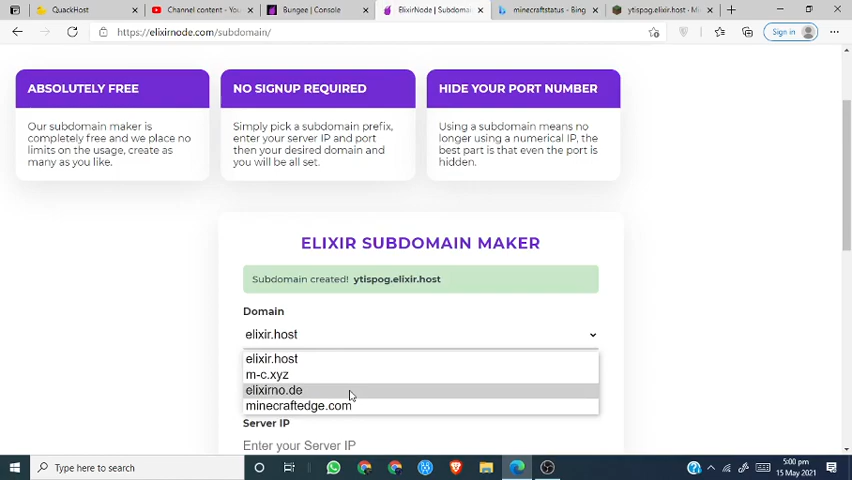 QuackHost
Channel content - YouTu
Bungee | Console
ElixirNode | Subdomai
minecraftstatus - Bing
ytispog.elixir.host - Mi
https://elixirnode.com/subdomain/
Sign in
ABSOLUTELY FREE
Our subdomain maker is
completely free and we place no
limits on the usage, create as
many as you like.
NO SIGNUP REQUIRED
Simply pick a subdomain prefix,
enter your server IP and port
then your desired domain and
you will be all set.
HIDE YOUR PORT NUMBER
Using a subdomain means no
longer using a numerical IP, the
best part is that even the port is
hidden.
ELIXIR SUBDOMAIN MAKER
Subdomain created! ytispog.elixir.host
Domain
elixir.host
elixir.host
m-c.xyz
elixirno.de
minecraftedge.com
Server IP
Enter your Server IP
Type here to search
5:00 pm
15 May 2021